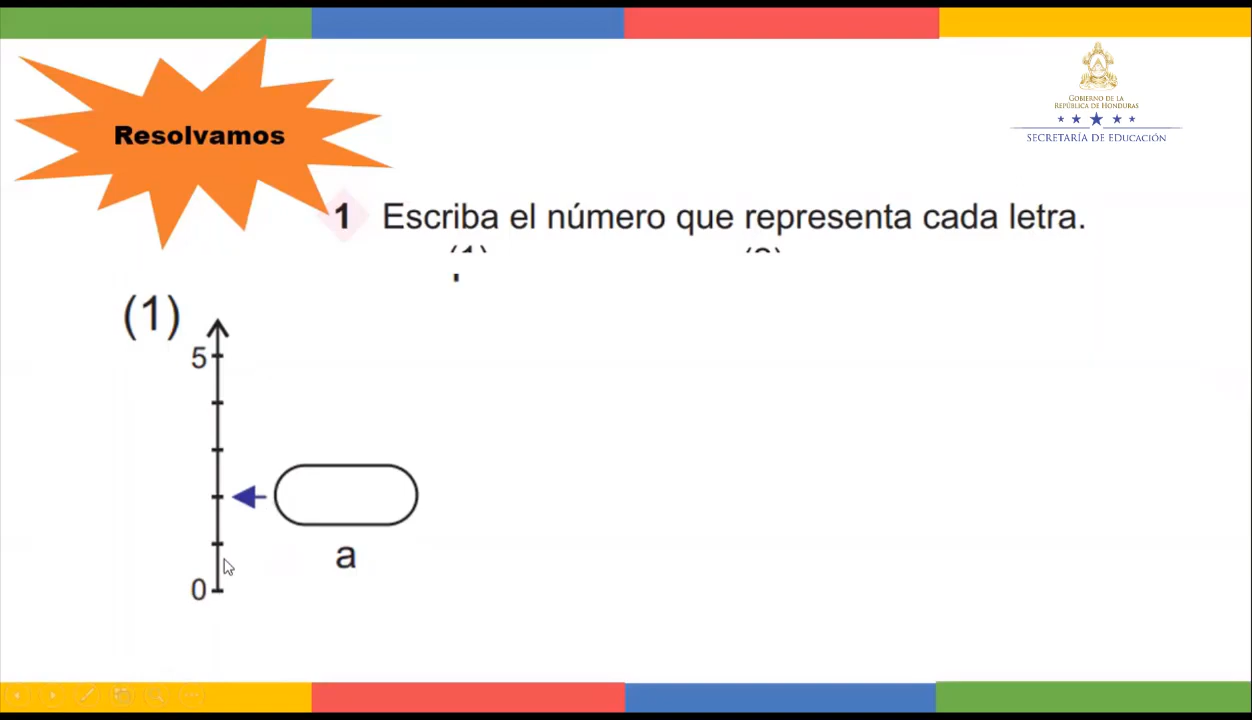 Resolvamos
GOBIERNO DE LA
REPÚBLICA DE HONDURAS
SECRETARÍA DE EDUCACIÓN
1 Escriba el número que representa cada letra.
(1)
5
a
0